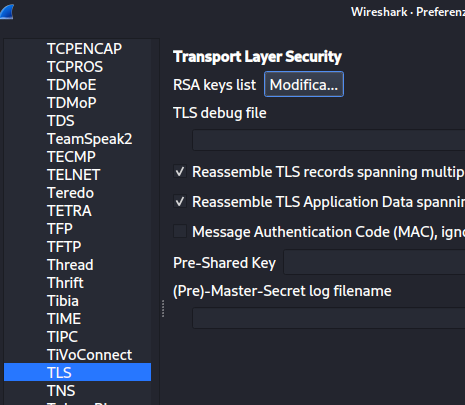 Wireshark · Preferenz
TCPENCAP
TCPROS
TDMoE
TDMoP
TDS
TeamSpeak2
TECMP
TELNET
Teredo
TETRA
TFP
TFTP
Thread
Thrift
Tibia
TIME
TIPC
TiVoConnect
TLS
TNS
Transport Layer Security
RSA keys list Modifica...
TLS debug file
Reassemble TLS records spanning multip
Reassemble TLS Application Data spannin
Message Authentication Code (MAC), igno
Pre-Shared Key
(Pre)-Master-Secret log filename